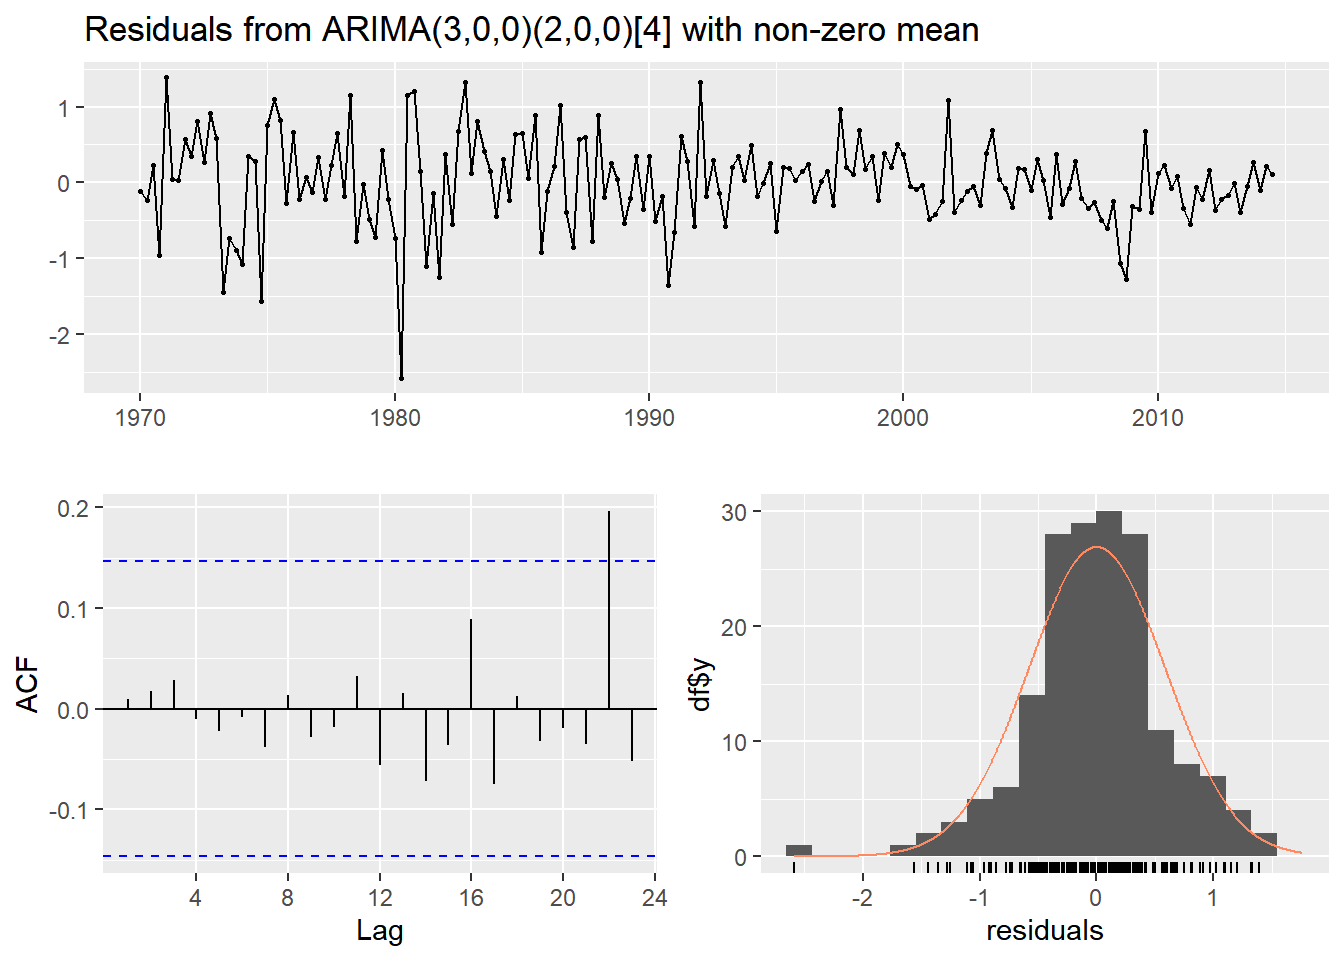 Residuals from ARIMA(3,0,0)(2,0,0)[4] with non-zero mean
1
0
-1
-2
1970 1980 1990 2000 2010
0.2
0.1
0.0
-0.1
ACF
4 8 12 16 20 24
Lag
30
20
10
0
df$y
-2 -1 0 1
residuals